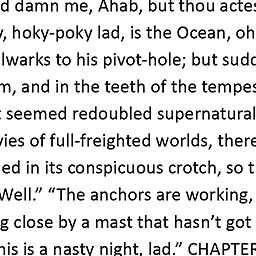 d damn me, Ahab, but thou actes
, hoky-poky lad, is the Ocean, oh
lwarks to his pivot-hole; but sudd
m, and in the teeth of the tempes
seemed redoubled supernatural
vies of full-freighted worlds, there
ed in its conspicuous crotch, so t
Well.” “The anchors are working,
g close by a mast that hasn’t got
his is a nasty night, lad.” CHAPTER